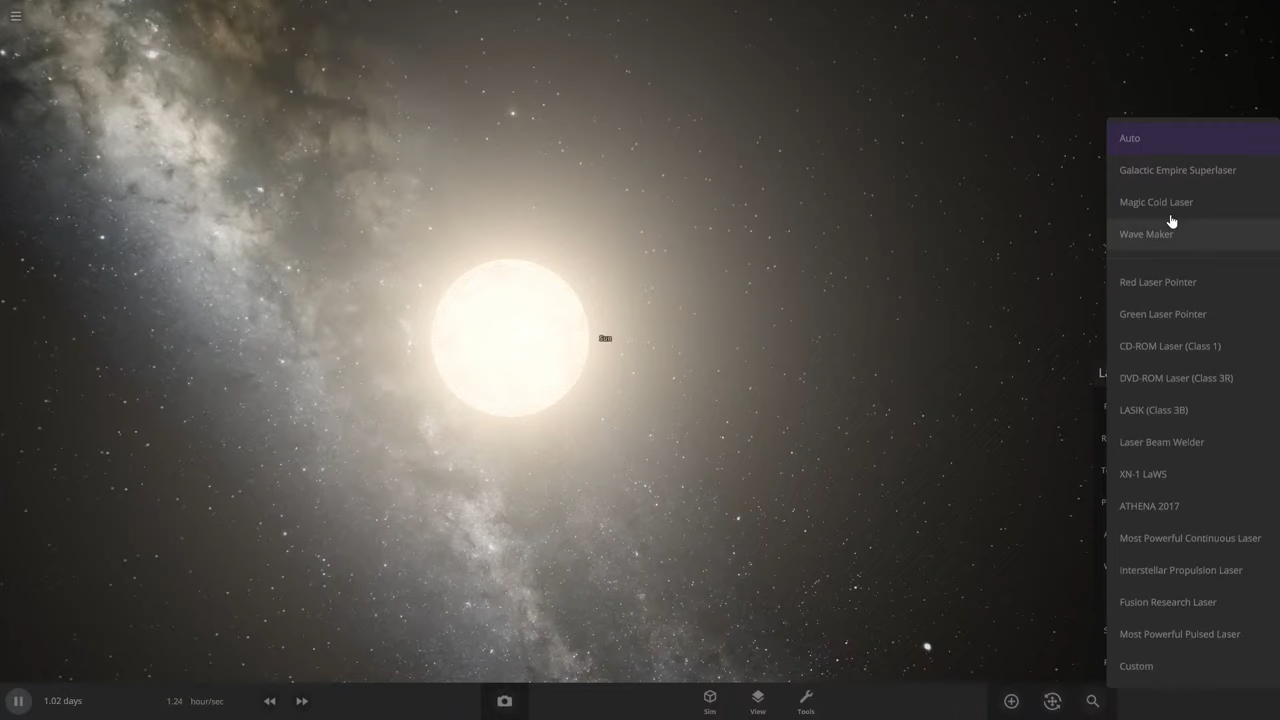 Auto
Galactic Empire Superlaser
Magic Cold Laser
Wave Maker
Red Laser Pointer
Green Laser Pointer
Sun
CD-ROM Laser (Class 1)
DVD-ROM Laser (Class 3R)
LASIK (Class 3B)
Laser Beam Welder
XN-1 LaWS
ATHENA 2017
Most Powerful Continuous Laser
Interstellar Propulsion Laser
Fusion Research Laser
Most Powerful Pulsed Laser
Custom
1.02 days
1.24 hour/sec
Sim
View
Tools